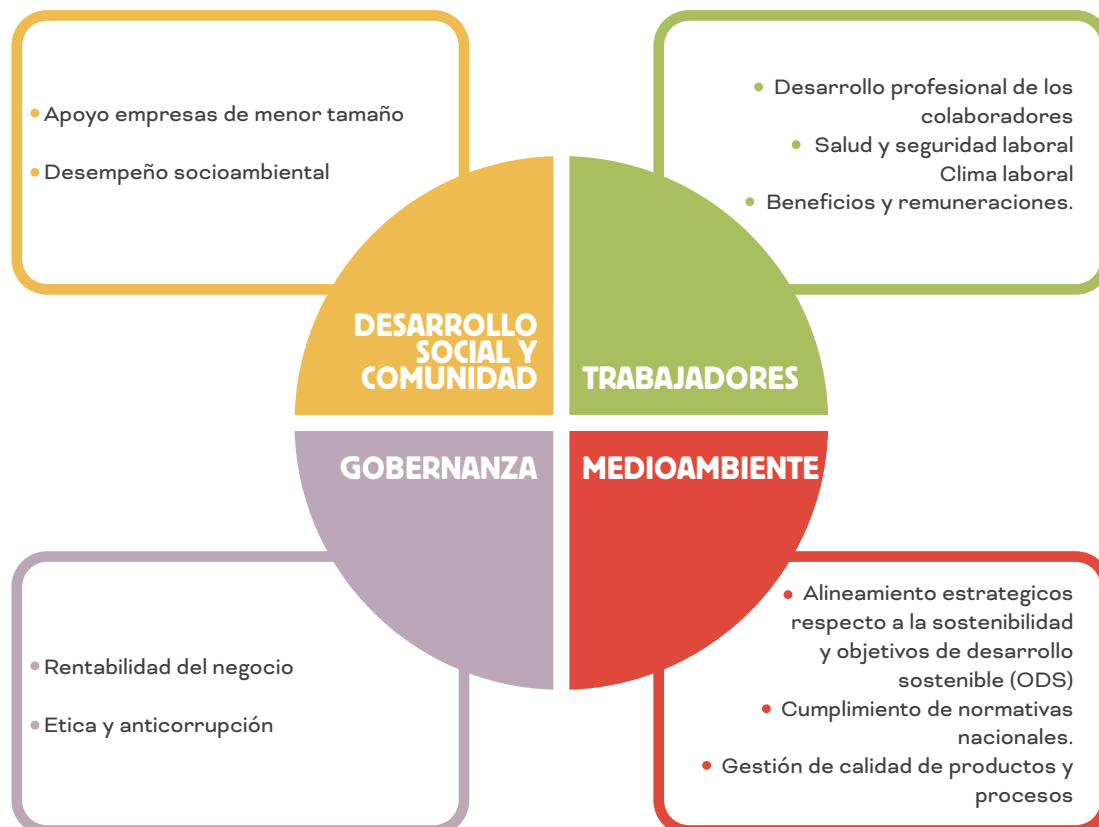 • Apoyo empresas de menor tamaño
• Desempeño socioambiental
• Desarrollo profesional de los
colaboradores
• Salud y seguridad laboral
Clima laboral
• Beneficios y remuneraciones.
DESARROLLO
SOCIAL Y
COMUNIDAD
TRABAJADORES
GOBERNANZA
MEDIOAMBIENTE
• Rentabilidad del negocio
• Etica y anticorrupción
• Alineamiento estrategicos
respecto a la sostenibilidad
y objetivos de desarrollo
sostenible (ODS)
• Cumplimiento de normativas
nacionales.
• Gestión de calidad de productos y
procesos